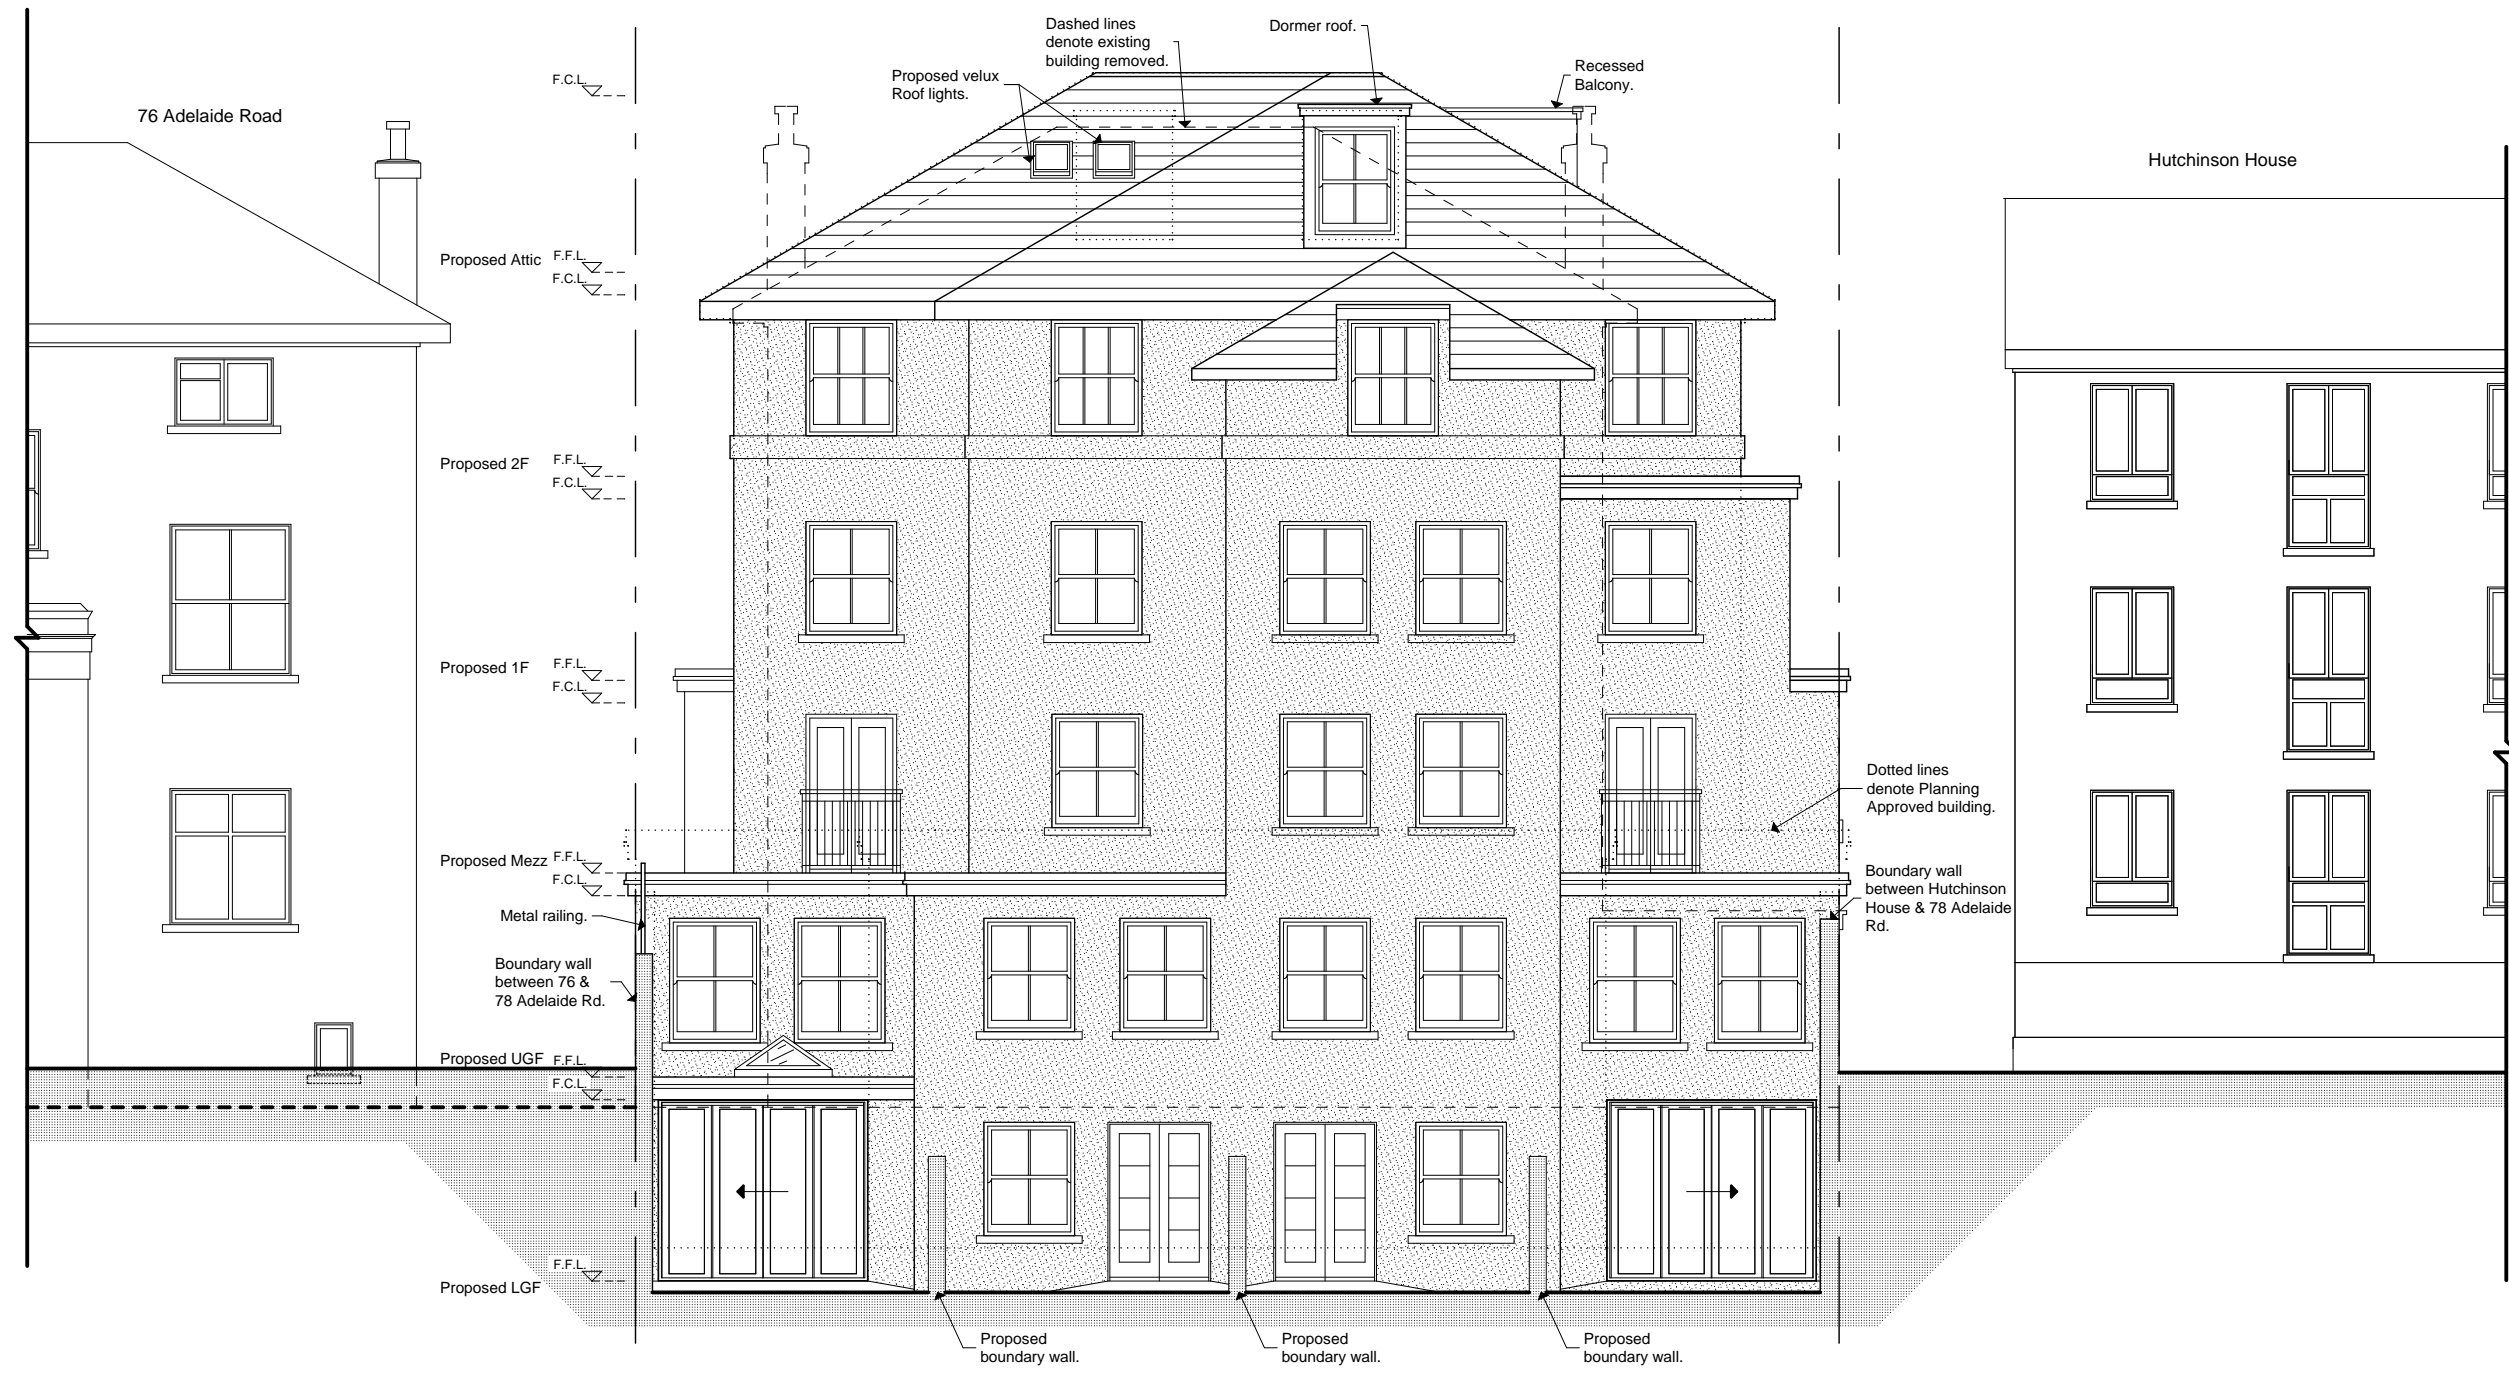 Dashed lines
denote existing
building removed.
Dormer roof.
Proposed velux
Roof lights.
Recessed
Balcony.
F.C.L.
76 Adelaide Road
Hutchinson House
Proposed Attic F.F.L.
F.C.L.
Proposed 2F F.F.L.
F.C.L.
Proposed 1F F.F.L.
F.C.L.
Dotted lines
denote Planning
Approved building.
Proposed Mezz F.F.L.
F.C.L.
Boundary wall
between Hutchinson
House & 78 Adelaide
Rd.
Metal railing.
Boundary wall
between 76 &
78 Adelaide Rd.
Proposed UGF F.F.L.
F.C.L.
F.F.L.
Proposed LGF
Proposed
boundary wall.
Proposed
boundary wall.
Proposed
boundary wall.